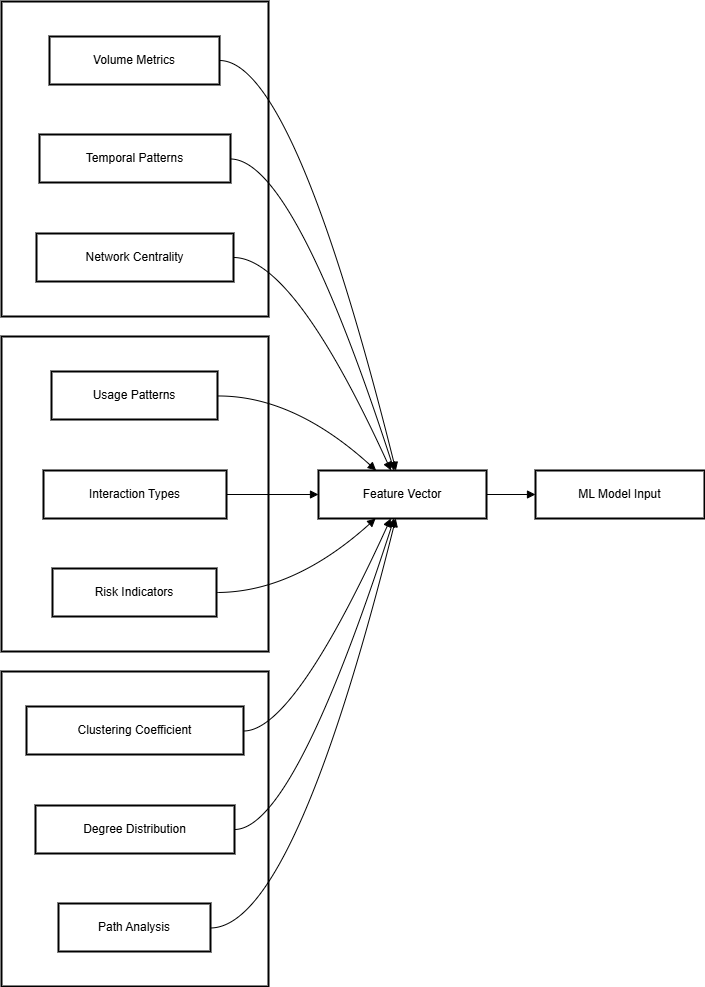 Volume Metrics
Temporal Patterns
Network Centrality
Usage Patterns
Interaction Types
Feature Vector
ML Model Input
Risk Indicators
Clustering Coefficient
Degree Distribution
Path Analysis